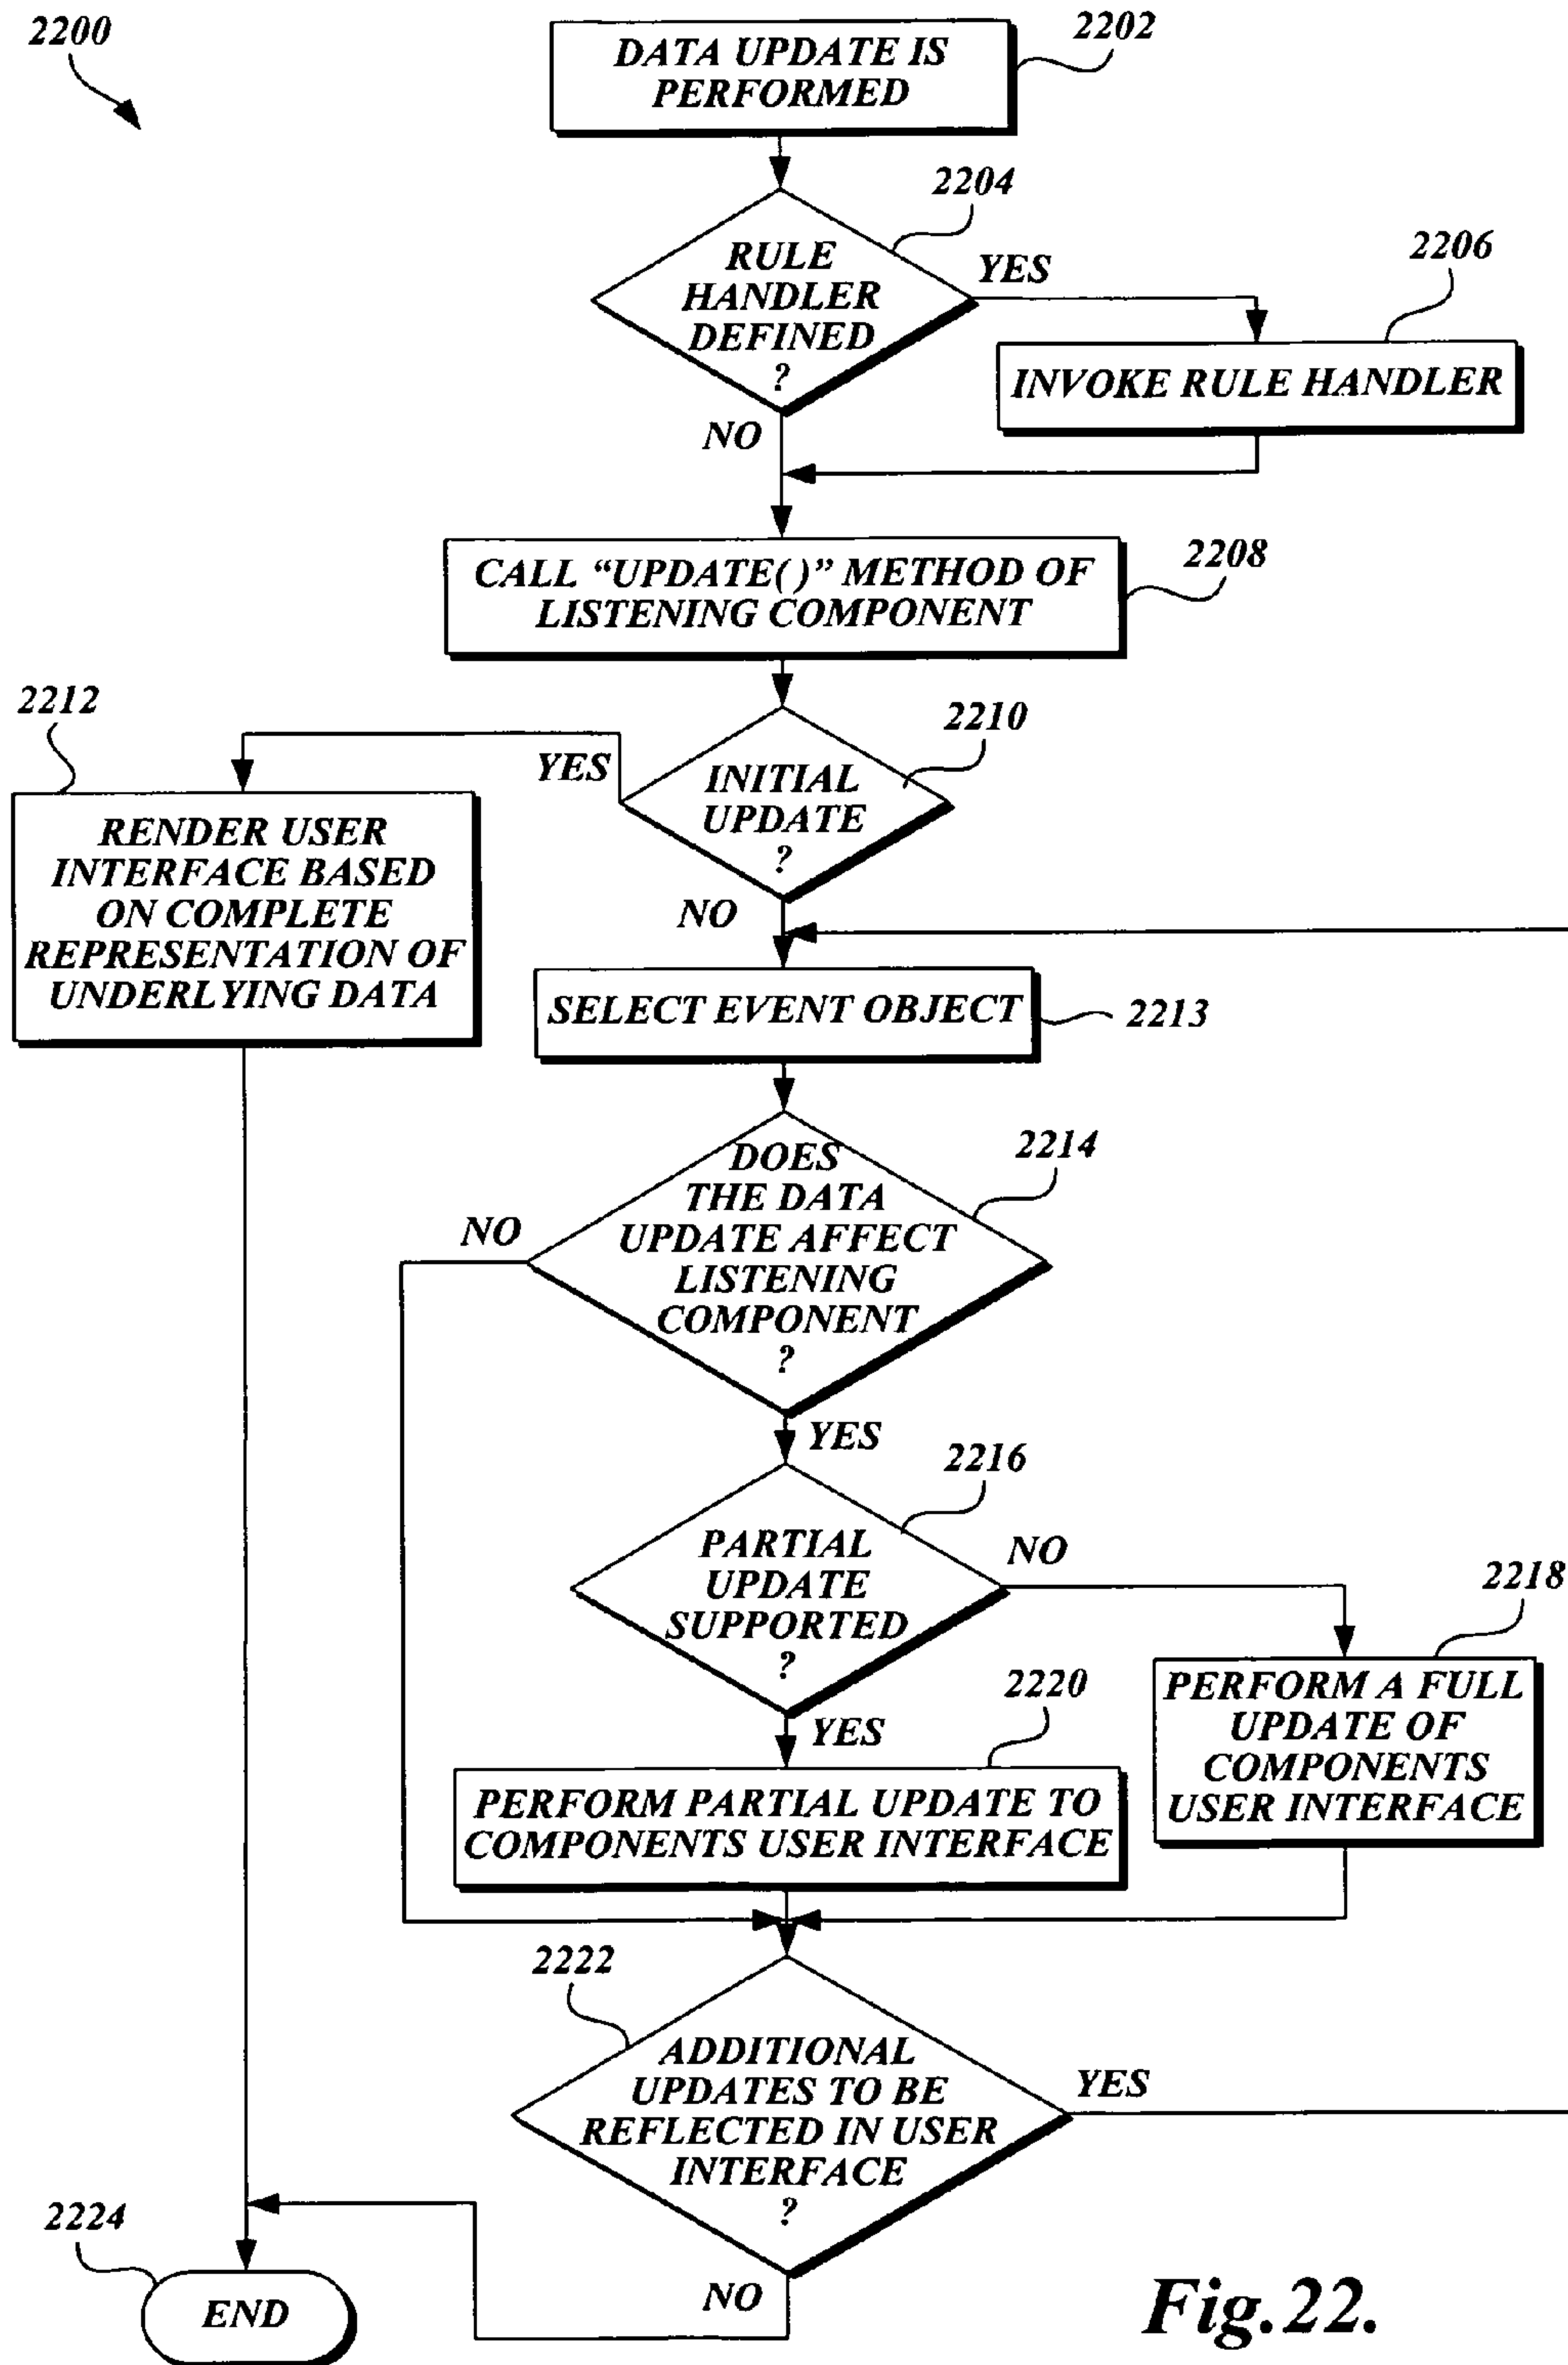 2200
DATA UPDATE IS
PERFORMED
2202
2204
RULE
HANDLER
DEFINED
?
YES
NO
2206
INVOKE RULE HANDLER
CALL “UPDATE( )” METHOD OF
LISTENING COMPONENT
2208
2210
INITIAL
UPDATE
?
YES
NO
2212
RENDER USER
INTERFACE BASED
ON COMPLETE
REPRESENTATION OF
UNDERLYING DATA
SELECT EVENT OBJECT
2213
2214
DOES
THE DATA
UPDATE AFFECT
LISTENING
COMPONENT
?
NO
YES
2216
PARTIAL
UPDATE
SUPPORTED
?
NO
YES
2218
PERFORM A FULL
UPDATE OF
COMPONENTS
USER INTERFACE
2220
PERFORM PARTIAL UPDATE TO
COMPONENTS USER INTERFACE
2222
ADDITIONAL
UPDATES TO BE
REFLECTED IN USER
INTERFACE
?
YES
NO
2224
END
Fig.22.